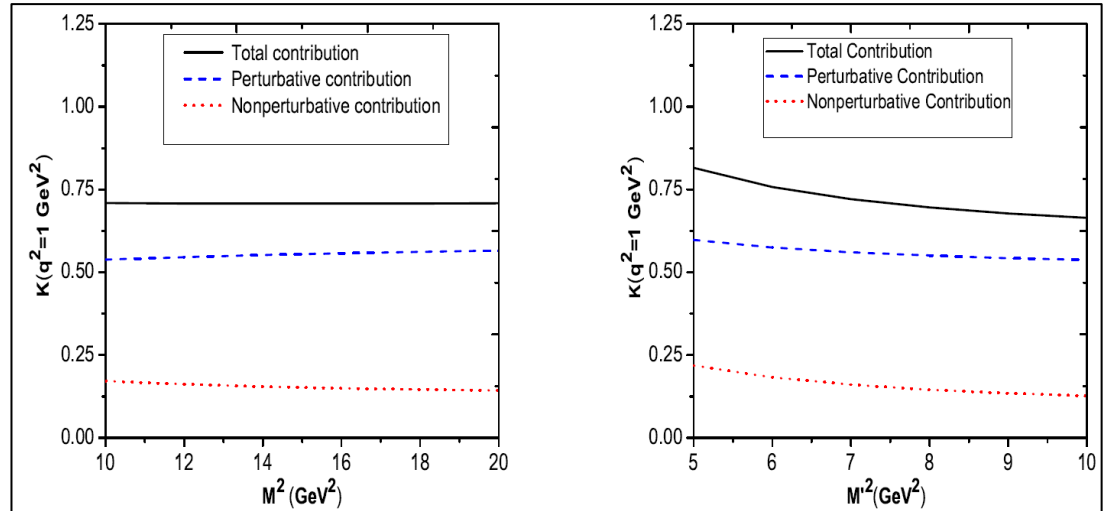 1.25
1.00
0.75
0.50
0.25
0.00
K(q²=1 GeV²)
Total contribution
Perturbative contribution
Nonperturbative contribution
10 12 14 16 18 20
M² (GeV²)
1.25
1.00
0.75
0.50
0.25
0.00
K(q²=1 GeV²)
Total Contribution
Perturbative Contribution
Nonperturbative Contribution
5 6 7 8 9 10
M'²(GeV²)